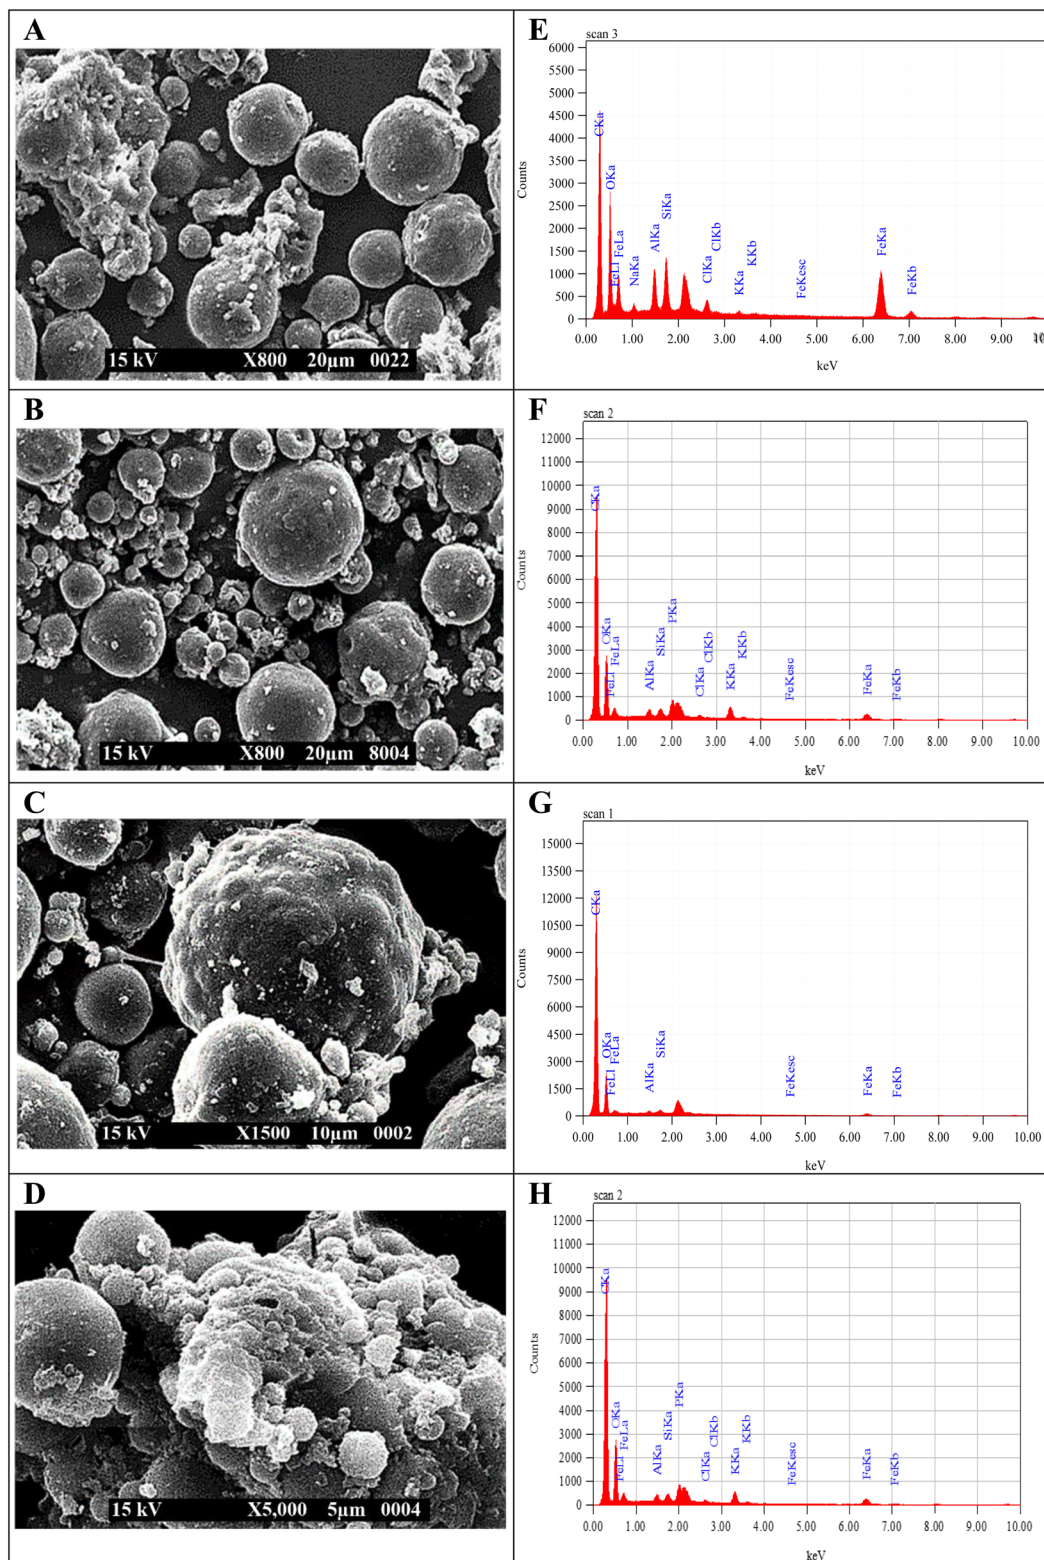 A
15 kV X800 20µm 0022
E
scan 3
6000
5500
5000
4500
4000
3500
3000
2500
2000
1500
1000
500
0
Counts
CKa
OKa
FeLl
FeLa
NaKa
AlKa
SiKa
ClKa
ClKb
KKa
KKb
FeKesc
FeKa
FeKb
0.00 1.00 2.00 3.00 4.00 5.00 6.00 7.00 8.00 9.00
keV
B
15 kV X800 20µm 8004
F
scan 2
12000
11000
10000
9000
8000
7000
6000
5000
4000
3000
2000
1000
0
Counts
CKa
OKa
FeLl
FeLa
AlKa
SiKa
PKa
ClKa
ClKb
KKa
KKb
FeKesc
FeKa
FeKb
0.00 1.00 2.00 3.00 4.00 5.00 6.00 7.00 8.00 9.00 10.00
keV
C
15 kV X1500 10µm 0002
G
scan 1
15000
13500
12000
10500
9000
7500
6000
4500
3000
1500
0
Counts
CKa
OKa
FeLl
FeLa
AlKa
SiKa
FeKesc
FeKa
FeKb
0.00 1.00 2.00 3.00 4.00 5.00 6.00 7.00 8.00 9.00 10.00
keV
D
15 kV X5,000 5µm 0004
H
scan 2
12000
11000
10000
9000
8000
7000
6000
5000
4000
3000
2000
1000
0
Counts
CKa
OKa
FeLl
FeLa
AlKa
SiKa
PKa
ClKa
ClKb
KKa
KKb
FeKesc
FeKa
FeKb
0.00 1.00 2.00 3.00 4.00 5.00 6.00 7.00 8.00 9.00 10.00
keV